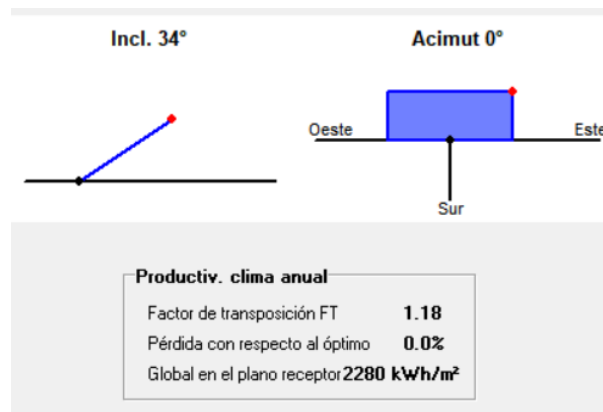 Incl. 34° Acimut 0°
Oeste Este
Sur
Productiv. clima anual
Factor de transposición FT 1.18
Pérdida con respecto al óptimo 0.0%
Global en el plano receptor 2280 kWh/m²